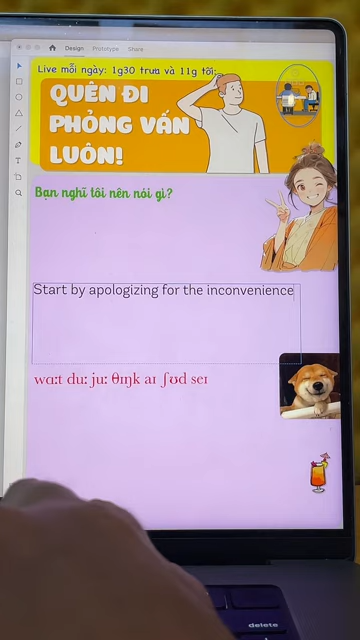 Design Prototype Share
Live mỗi ngày: 1g30 trưa và 11g tối
QUÊN ĐI
PHỎNG VẤN
LUÔN!
Bạn nghĩ tôi nên nói gì?
Start by apologizing for the inconvenience
wɑːt duː juː θɪŋk aɪ ʃʊd seɪ
delete